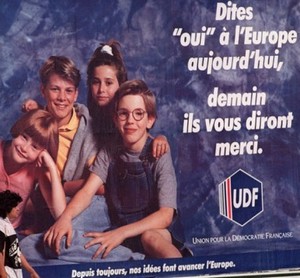 Dites
"oui" à l'Europe
aujourd'hui,
demain
ils vous diront
merci.
UDF
UNION POUR LA DÉMOCRATIE FRANÇAISE
Depuis toujours, nos idées font avancer l'Europe.